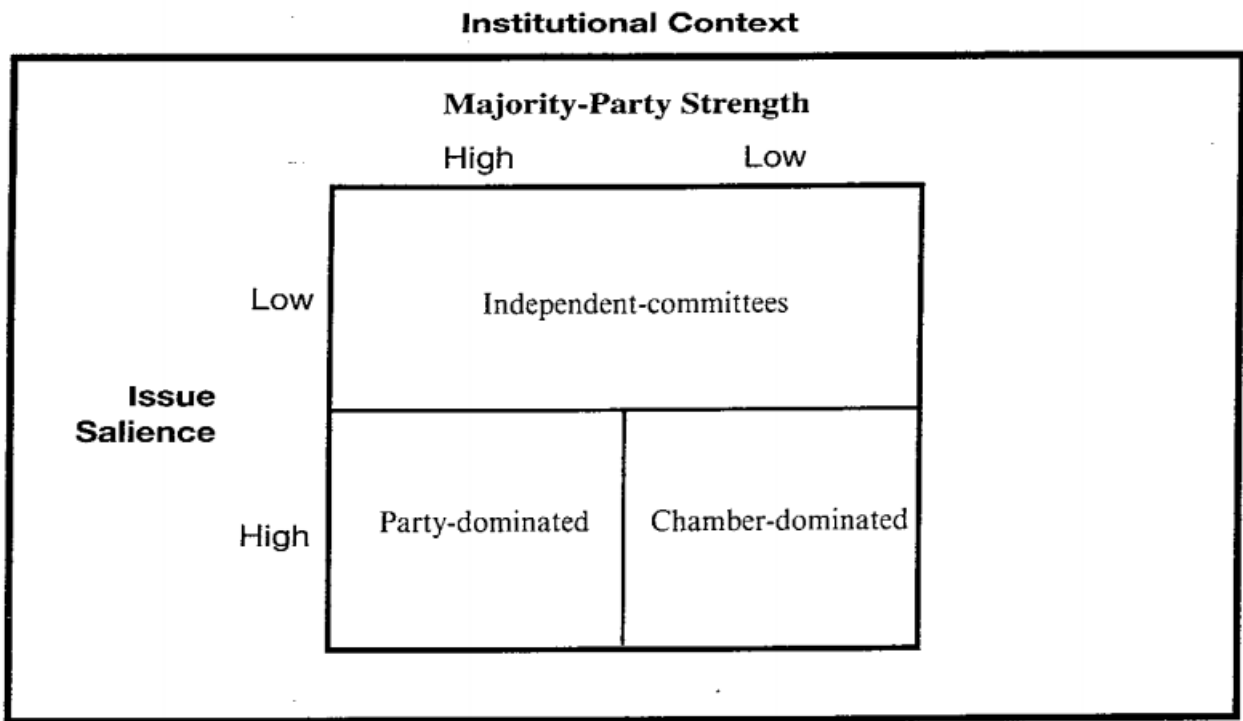 Institutional Context
Majority-Party Strength
High Low
Low
Independent-committees
Issue
Salience
High
Party-dominated
Chamber-dominated